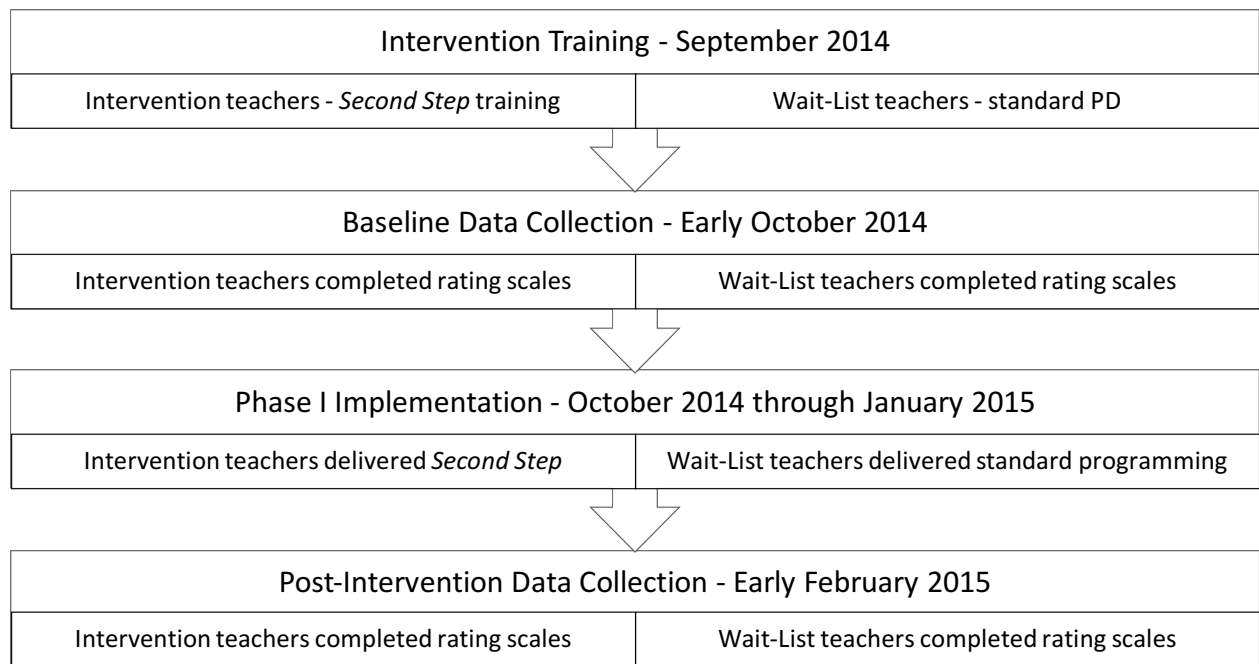 Intervention Training - September 2014
Intervention teachers - Second Step training
Wait-List teachers - standard PD
Baseline Data Collection - Early October 2014
Intervention teachers completed rating scales
Wait-List teachers completed rating scales
Phase I Implementation - October 2014 through January 2015
Intervention teachers delivered Second Step
Wait-List teachers delivered standard programming
Post-Intervention Data Collection - Early February 2015
Intervention teachers completed rating scales
Wait-List teachers completed rating scales